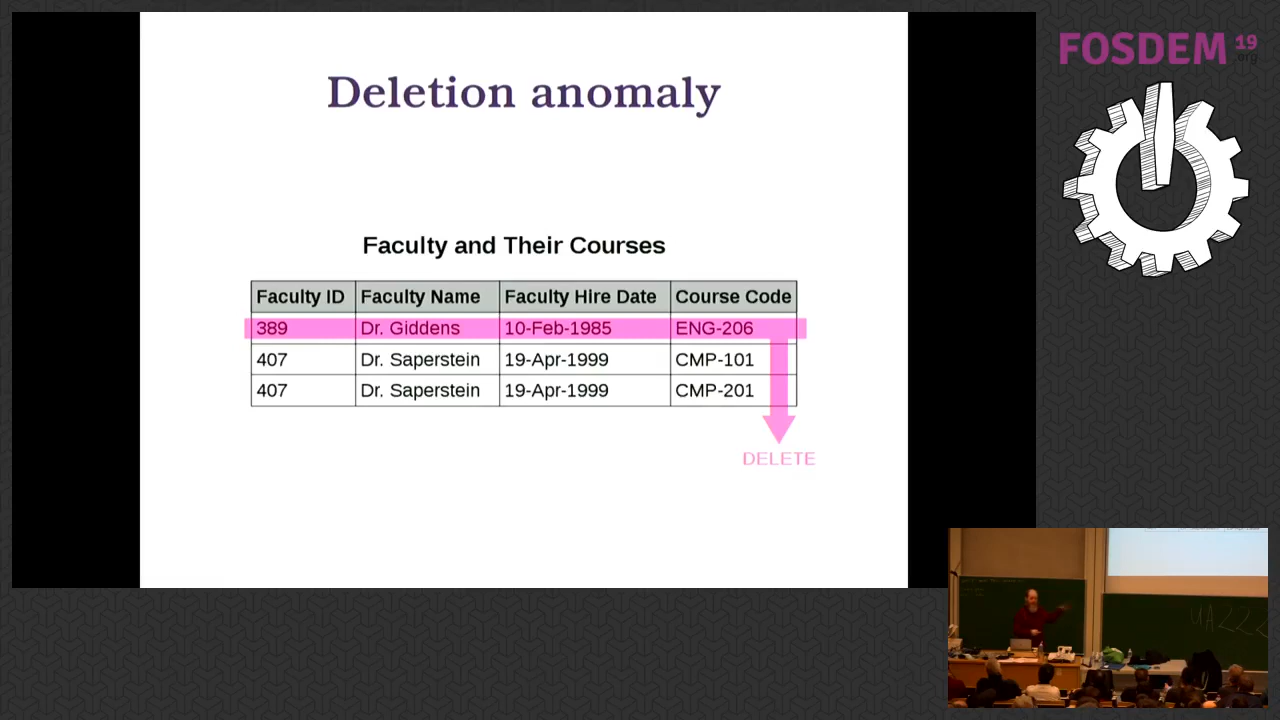 FOSDEM 19
.org
Deletion anomaly
Faculty and Their Courses
Faculty ID Faculty Name Faculty Hire Date Course Code
389 Dr. Giddens 10-Feb-1985 ENG-206
407 Dr. Saperstein 19-Apr-1999 CMP-101
407 Dr. Saperstein 19-Apr-1999 CMP-201
DELETE